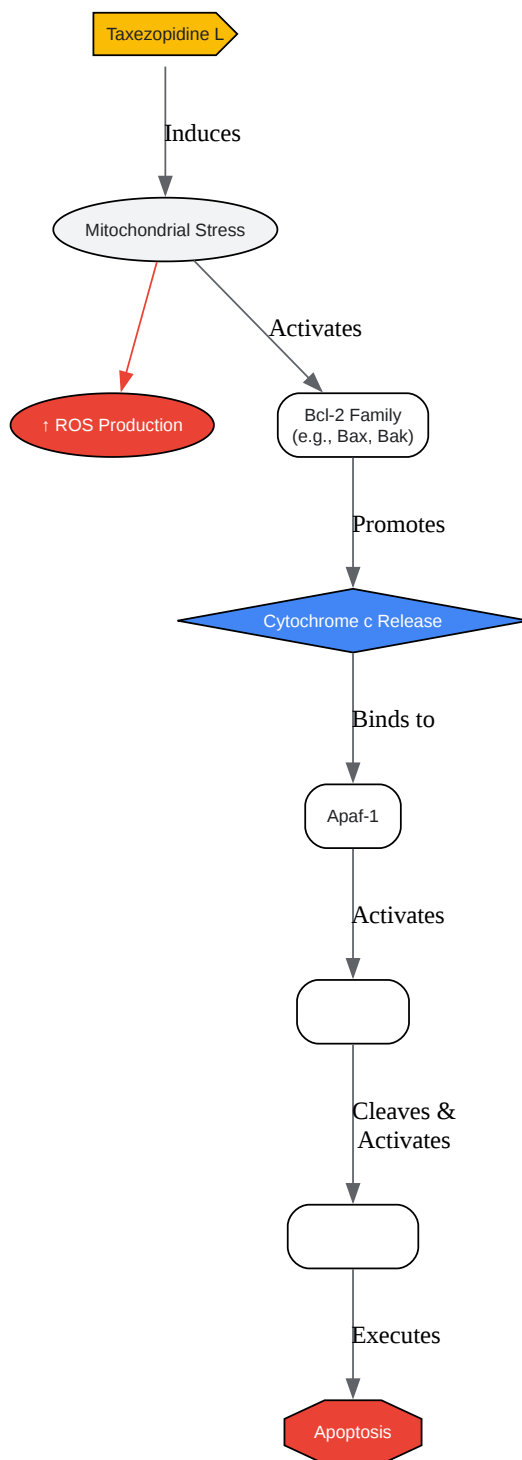 Taxezopidine L
Induces
Mitochondrial Stress
Activates
↑ ROS Production
Bcl-2 Family
(e.g., Bax, Bak)
Promotes
Cytochrome c Release
Binds to
Apaf-1
Activates
Cleaves &
Activates
Executes
Apoptosis